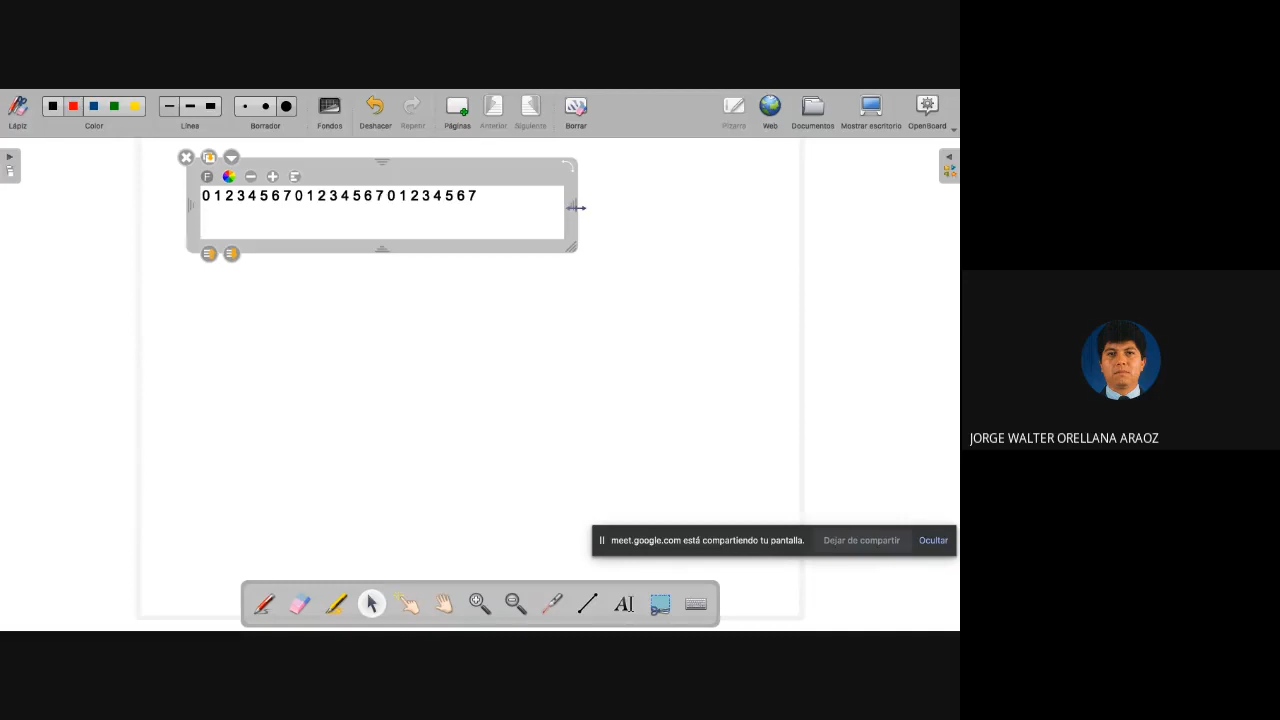 Lápiz Color Línea Borrador Fondos Deshacer Repetir Páginas Anterior Siguiente Borrar Pizarra Web Documentos Mostrar escritorio OpenBoard
F
0 1 2 3 4 5 6 7 0 1 2 3 4 5 6 7 0 1 2 3 4 5 6 7
JORGE WALTER ORELLANA ARAOZ
meet.google.com está compartiendo tu pantalla. Dejar de compartir Ocultar
AI